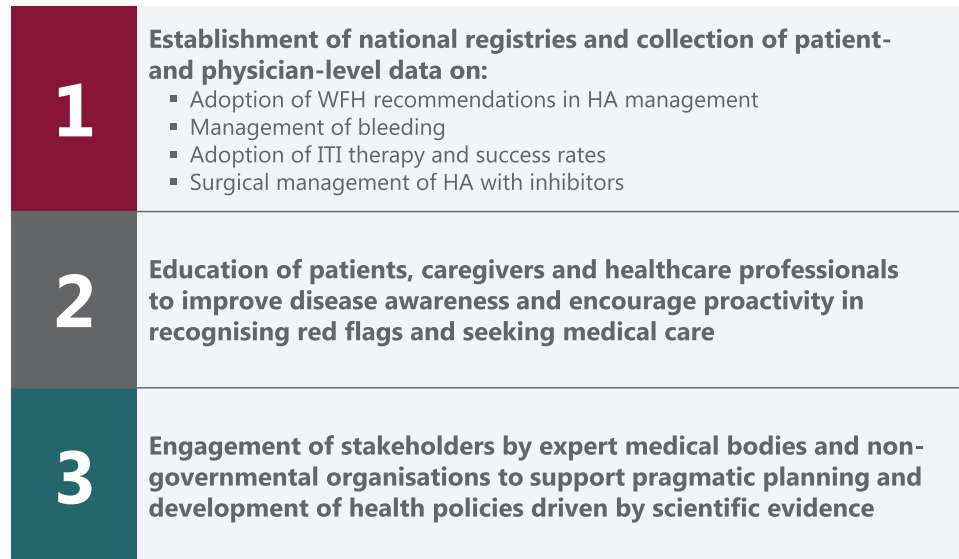 1
Establishment of national registries and collection of patient-
and physician-level data on:
▪ Adoption of WFH recommendations in HA management
▪ Management of bleeding
▪ Adoption of ITI therapy and success rates
▪ Surgical management of HA with inhibitors
2
Education of patients, caregivers and healthcare professionals
to improve disease awareness and encourage proactivity in
recognising red flags and seeking medical care
3
Engagement of stakeholders by expert medical bodies and non-
governmental organisations to support pragmatic planning and
development of health policies driven by scientific evidence